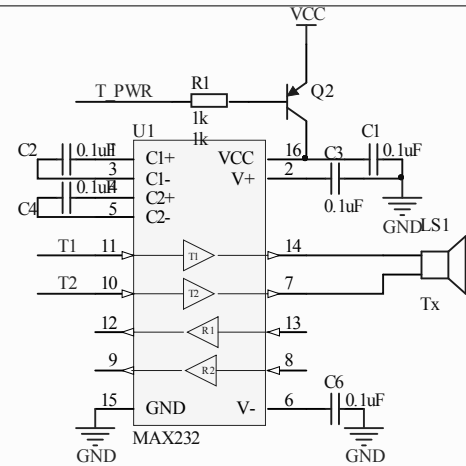 VCC
T_PWR R1 Q2
1k
U1 1k
C2 0.1uF 1 C1+ VCC 16 C3 C1 0.1uF
3 C1- V+ 2
0.1uF 4 C2+ 0.1uF
C4 5 C2- GND LS1
T1 11 T1 14
T2 10 T2 7 Tx
12 R1 13
9 R2 8
15 GND V- 6 C6 0.1uF
MAX232
GND GND